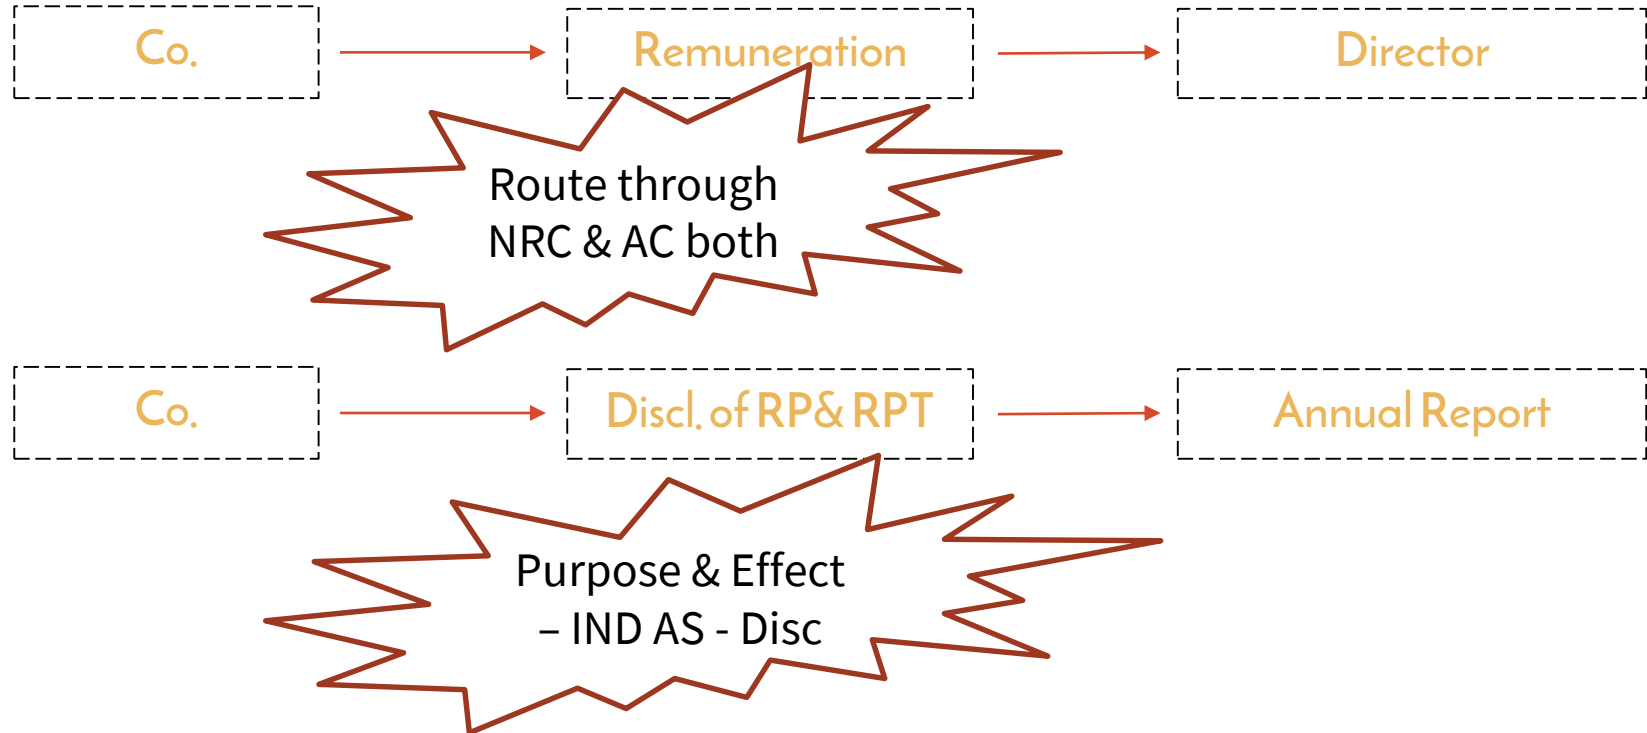 Co.
Remuneration
Director
Route through
NRC & AC both
Co.
Discl. of RP& RPT
Annual Report
Purpose & Effect
– IND AS - Disc